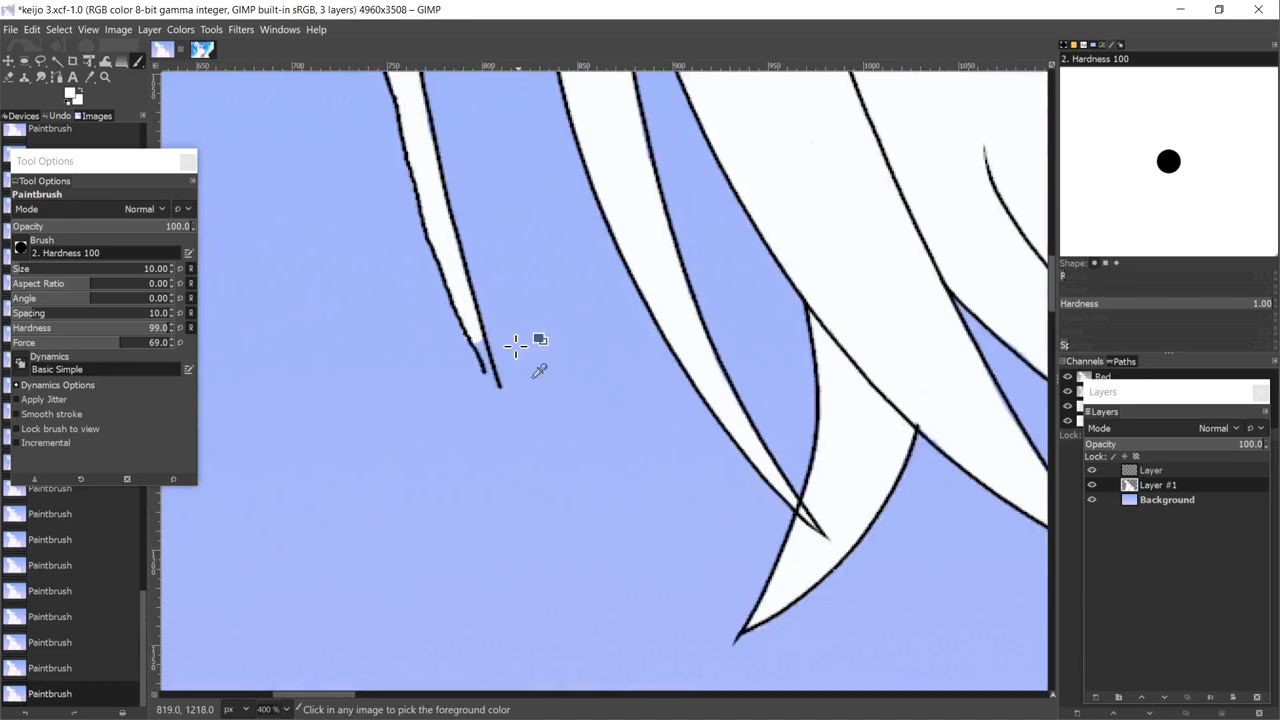 *keijo 3.xcf-1.0 (RGB color 8-bit gamma integer, GIMP built-in sRGB, 3 layers) 4960x3508 – GIMP
File Edit Select View Image Layer Colors Tools Filters Windows Help
650 700 750 800 850 900 950 1000 1050
2. Hardness 100
Devices Undo Images
Paintbrush
Tool Options
Tool Options
Paintbrush
Mode Normal
Opacity 100.0
Brush
2. Hardness 100
Size 10.00
Aspect Ratio 0.00
Angle 0.00
Spacing 10.0
Hardness 99.0
Force 69.0
Dynamics
Basic Simple
Dynamics Options
Apply Jitter
Smooth stroke
Lock brush to view
Incremental
Paintbrush
Paintbrush
Paintbrush
Paintbrush
Paintbrush
Paintbrush
Paintbrush
Paintbrush
Paintbrush
Shape:
Hardness 1.00
Channels Paths
Red
Layers
Layers
Mode Normal
Opacity 100.0
Lock:
Layer
Layer #1
Background
819.0, 1218.0 px 400 % Click in any image to pick the foreground color